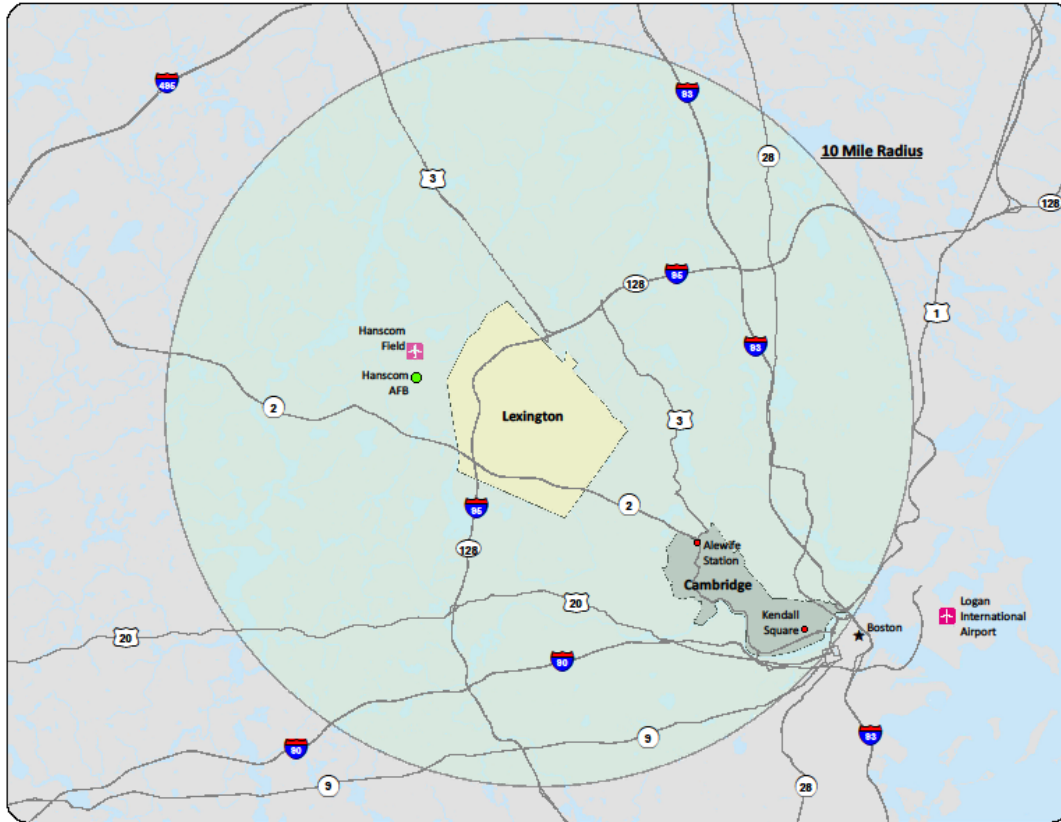 495
93
28
10 Mile Radius
3
128
95
128
1
Hanscom
Field
93
Hanscom
AFB
2
Lexington
3
95
2
128
Alewife
Station
Cambridge
20
Kendall
Square
Logan
International
Airport
Boston
20
90
9
93
90
9
28